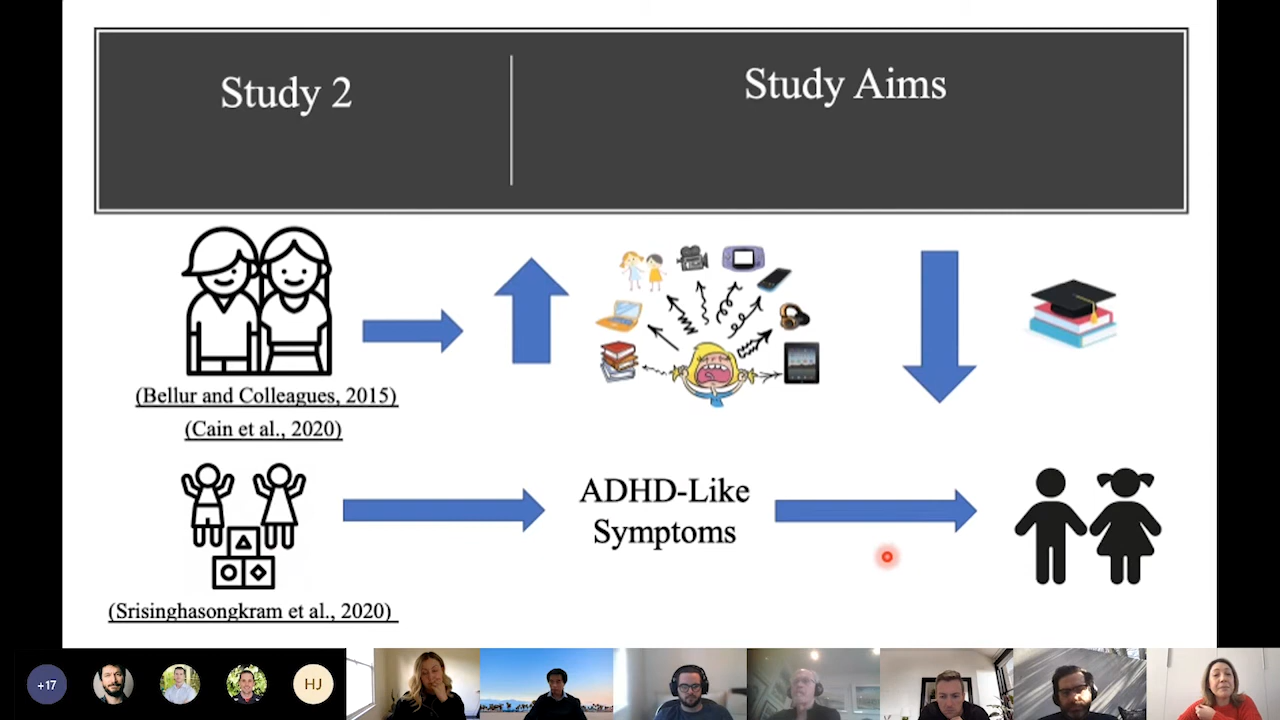 Study 2
Study Aims
(Bellur and Colleagues, 2015)
(Cain et al., 2020)
ADHD-Like
Symptoms
(Srisinghasongkram et al., 2020)
+17
HJ